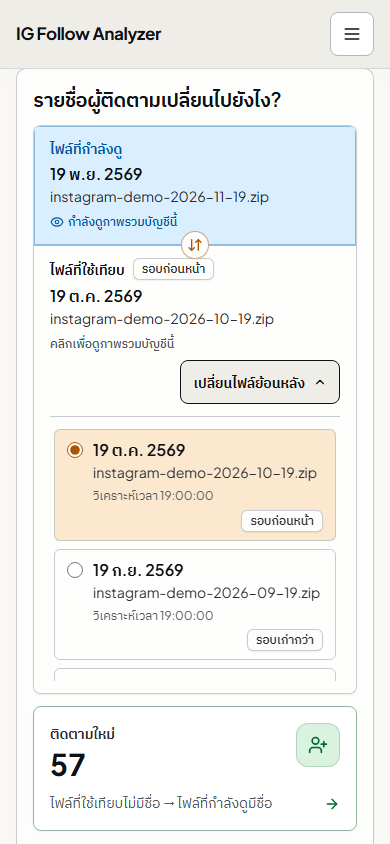 IG Follow Analyzer
รายชื่อผู้ติดตามเปลี่ยนไปยังไง?
ไฟล์ที่กำลังดู
19 พ.ย. 2569
instagram-demo-2026-11-19.zip
กำลังดูภาพรวมบัญชีนี้
ไฟล์ที่ใช้เทียบ รอบก่อนหน้า
19 ต.ค. 2569
instagram-demo-2026-10-19.zip
คลิกเพื่อดูภาพรวมบัญชีนี้
เปลี่ยนไฟล์ย้อนหลัง
19 ต.ค. 2569
instagram-demo-2026-10-19.zip
วิเคราะห์เวลา 19:00:00
รอบก่อนหน้า
19 ก.ย. 2569
instagram-demo-2026-09-19.zip
วิเคราะห์เวลา 19:00:00
รอบเก่ากว่า
ติดตามใหม่
57
ไฟล์ที่ใช้เทียบไม่มีชื่อ → ไฟล์ที่กำลังดูมีชื่อ